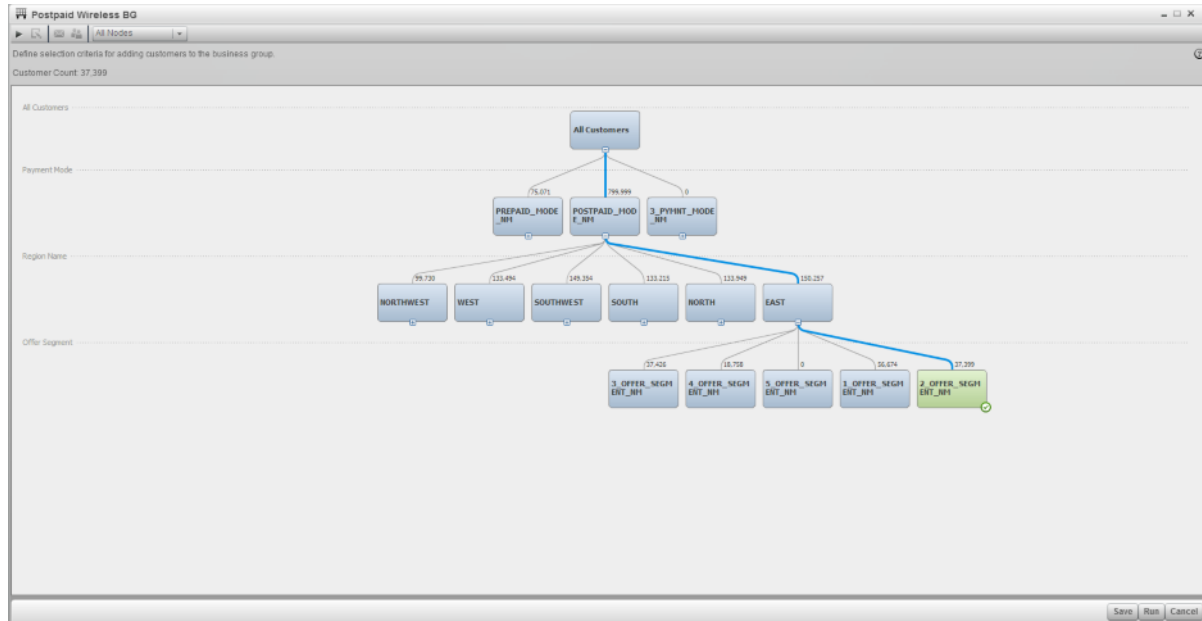 Postpaid Wireless BG
All Nodes
Define selection criteria for adding customers to the business group.
Customer Count: 37,399
All Customers
All Customers
Payment Mode
75,071
799,999
0
PREPAID_MODE
_NM
POSTPAID_MOD
E_NM
3_PYMNT_MODE
_NM
Region Name
99,730
133,494
149,354
133,215
133,949
150,257
NORTHWEST
WEST
SOUTHWEST
SOUTH
NORTH
EAST
Offer Segment
37,426
18,758
0
56,674
37,399
3_OFFER_SEGM
ENT_NM
4_OFFER_SEGM
ENT_NM
5_OFFER_SEGM
ENT_NM
1_OFFER_SEGM
ENT_NM
2_OFFER_SEGM
ENT_NM
Save
Run
Cancel